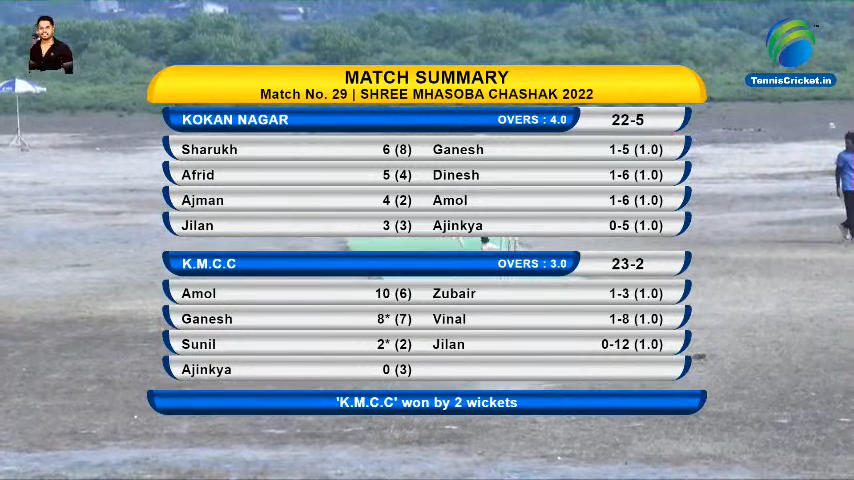 TennisCricket.in
MATCH SUMMARY
Match No. 29 | SHREE MHASOBA CHASHAK 2022
KOKAN NAGAR OVERS : 4.0 22-5
Sharukh 6 (8) Ganesh 1-5 (1.0)
Afrid 5 (4) Dinesh 1-6 (1.0)
Ajman 4 (2) Amol 1-6 (1.0)
Jilan 3 (3) Ajinkya 0-5 (1.0)
K.M.C.C OVERS : 3.0 23-2
Amol 10 (6) Zubair 1-3 (1.0)
Ganesh 8* (7) Vinal 1-8 (1.0)
Sunil 2* (2) Jilan 0-12 (1.0)
Ajinkya 0 (3)
'K.M.C.C' won by 2 wickets